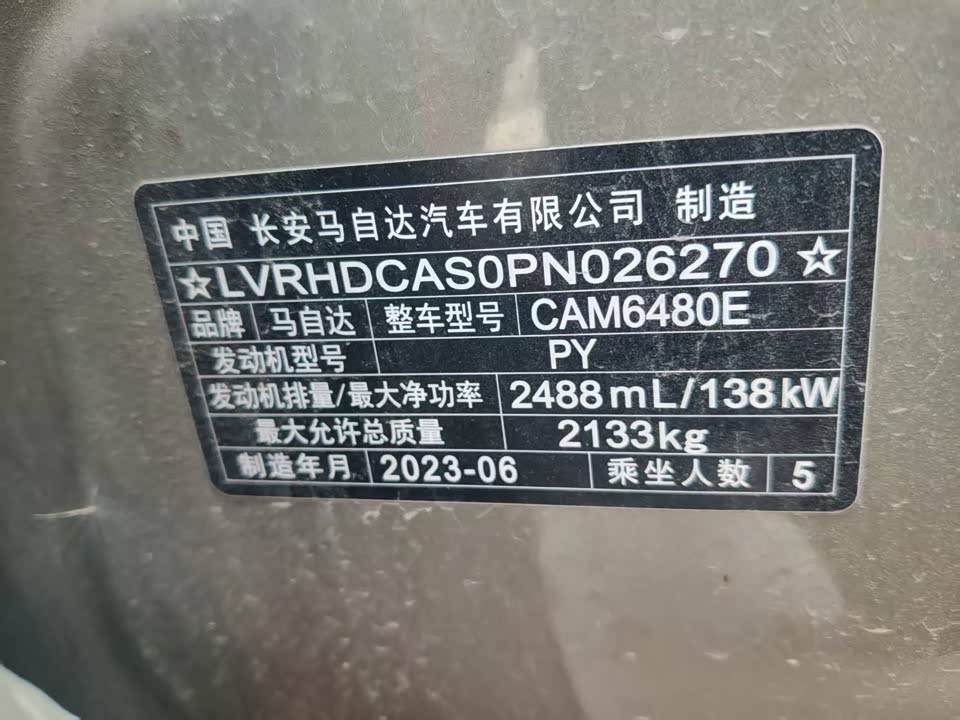 中国 长安马自达汽车有限公司 制造
☆LVRHDCAS0PN026270☆
品牌 马自达 整车型号 CAM6480E
发动机型号 PY
发动机排量/最大净功率 2488mL/138kW
最大允许总质量 2133kg
制造年月 2023-06 乘坐人数 5